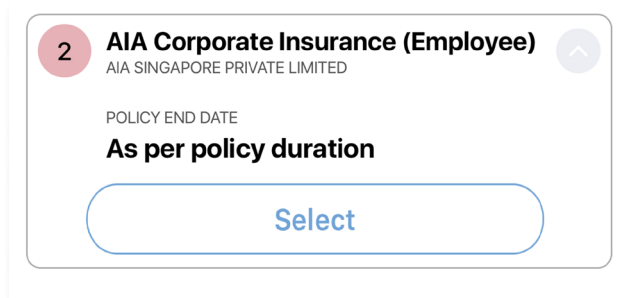 2
AIA Corporate Insurance (Employee)
AIA SINGAPORE PRIVATE LIMITED
POLICY END DATE
As per policy duration
Select